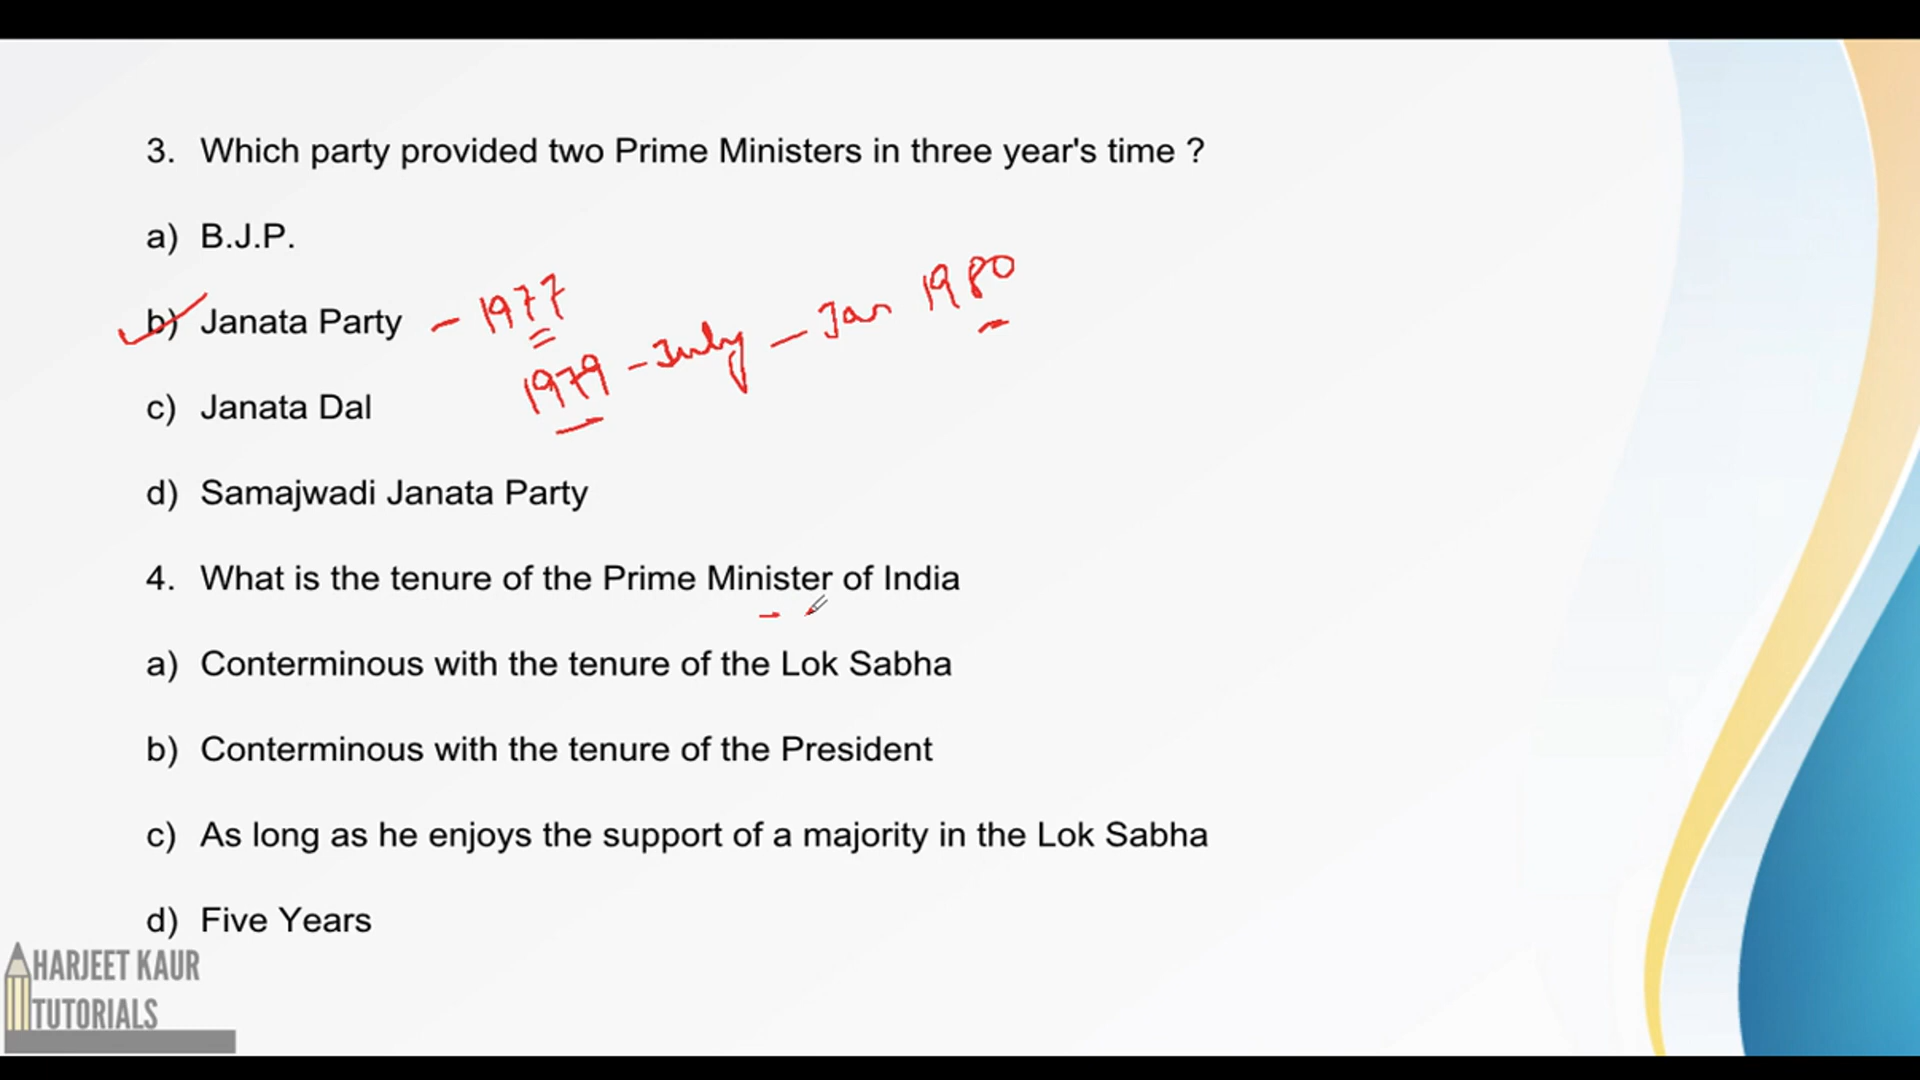 3. Which party provided two Prime Ministers in three year's time ?
a) B.J.P.
b) Janata Party - 1977
1979 - July - Jan 1980
c) Janata Dal
d) Samajwadi Janata Party
4. What is the tenure of the Prime Minister of India
a) Conterminous with the tenure of the Lok Sabha
b) Conterminous with the tenure of the President
c) As long as he enjoys the support of a majority in the Lok Sabha
d) Five Years
HARJEET KAUR
TUTORIALS